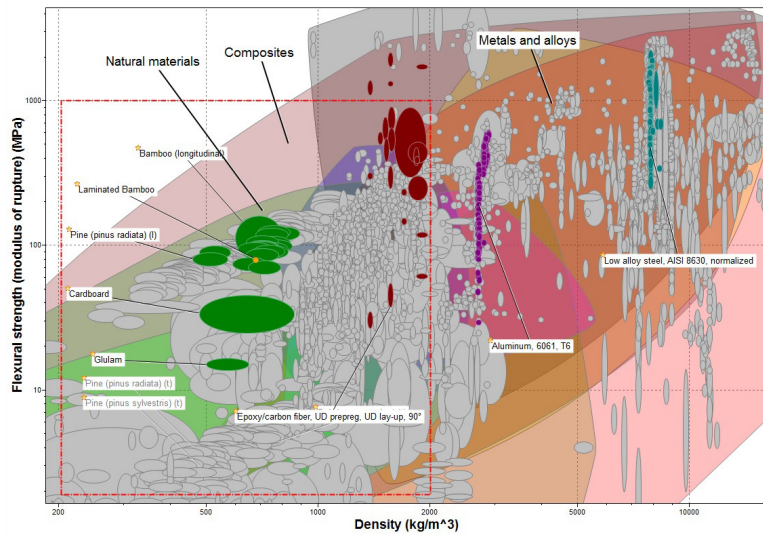 Metals and alloys
Composites
Natural materials
1000
Bamboo (longitudinal)
Laminated Bamboo
Pine (pinus radiata) (l)
100
Low alloy steel, AISI 8630, normalized
Cardboard
Aluminum, 6061, T6
Glulam
Pine (pinus radiata) (t)
10
Pine (pinus sylvestris) (t)
Epoxy/carbon fiber, UD prepreg, UD lay-up, 90°
Flexural strength (modulus of rupture) (MPa)
200 500 1000 2000 5000 10000
Density (kg/m^3)